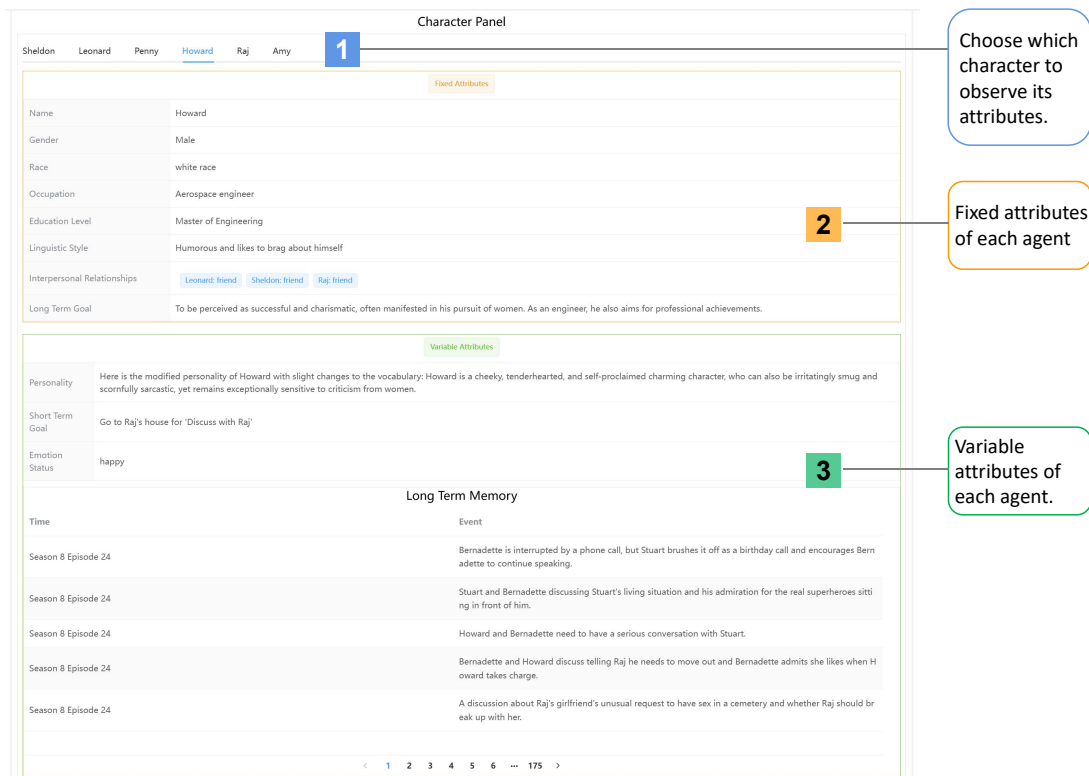 Character Panel
Sheldon Leonard Penny Howard Raj Amy
1
Choose which
character to
observe its
attributes.
Fixed Attributes
Name Howard
Gender Male
Race white race
Occupation Aerospace engineer
Education Level Master of Engineering
Linguistic Style Humorous and likes to brag about himself
Interpersonal Relationships Leonard: friend Sheldon: friend Raj: friend
Long Term Goal To be perceived as successful and charismatic, often manifested in his pursuit of women. As an engineer, he also aims for professional achievements.
2
Fixed attributes
of each agent
Variable Attributes
Personality
Here is the modified personality of Howard with slight changes to the vocabulary: Howard is a cheeky, tenderhearted, and self-proclaimed charming character, who can also be irritatingly smug and
scornfully sarcastic, yet remains exceptionally sensitive to criticism from women.
Short Term
Goal
Go to Raj's house for 'Discuss with Raj'
Emotion
Status
happy
3
Variable
attributes of
each agent.
Long Term Memory
Time Event
Season 8 Episode 24
Bernadette is interrupted by a phone call, but Stuart brushes it off as a birthday call and encourages Bern
adette to continue speaking.
Season 8 Episode 24
Stuart and Bernadette discussing Stuart's living situation and his admiration for the real superheroes sitti
ng in front of him.
Season 8 Episode 24 Howard and Bernadette need to have a serious conversation with Stuart.
Season 8 Episode 24
Bernadette and Howard discuss telling Raj he needs to move out and Bernadette admits she likes when H
oward takes charge.
Season 8 Episode 24
A discussion about Raj's girlfriend's unusual request to have sex in a cemetery and whether Raj should br
eak up with her.
< 1 2 3 4 5 6 ··· 175 >